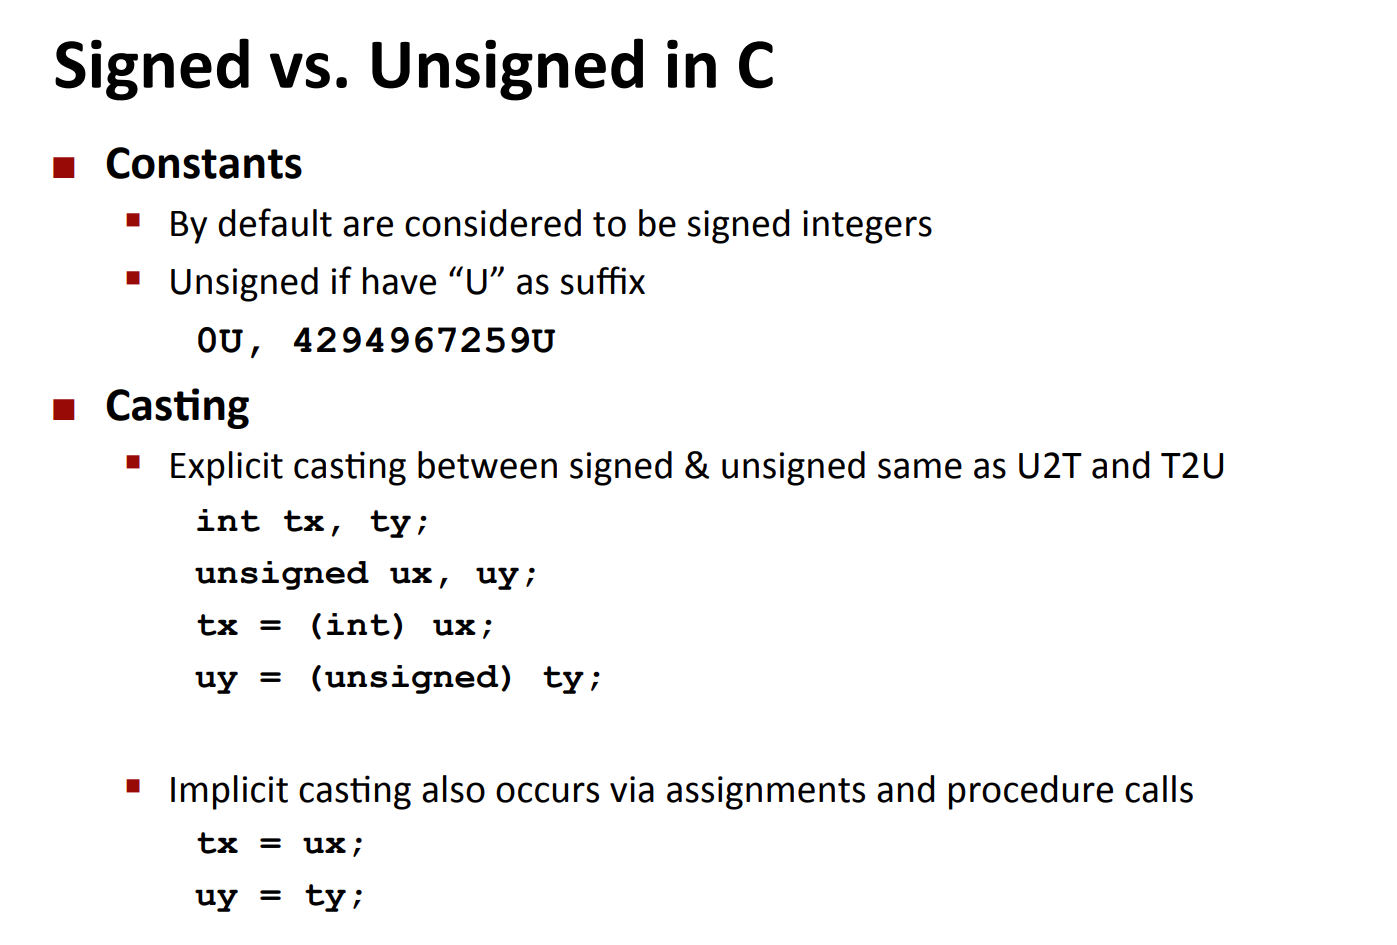 Signed vs. Unsigned in C
Constants
By default are considered to be signed integers
Unsigned if have “U” as suffix
0U, 4294967259U
Casting
Explicit casting between signed & unsigned same as U2T and T2U
int tx, ty;
unsigned ux, uy;
tx = (int) ux;
uy = (unsigned) ty;
Implicit casting also occurs via assignments and procedure calls
tx = ux;
uy = ty;